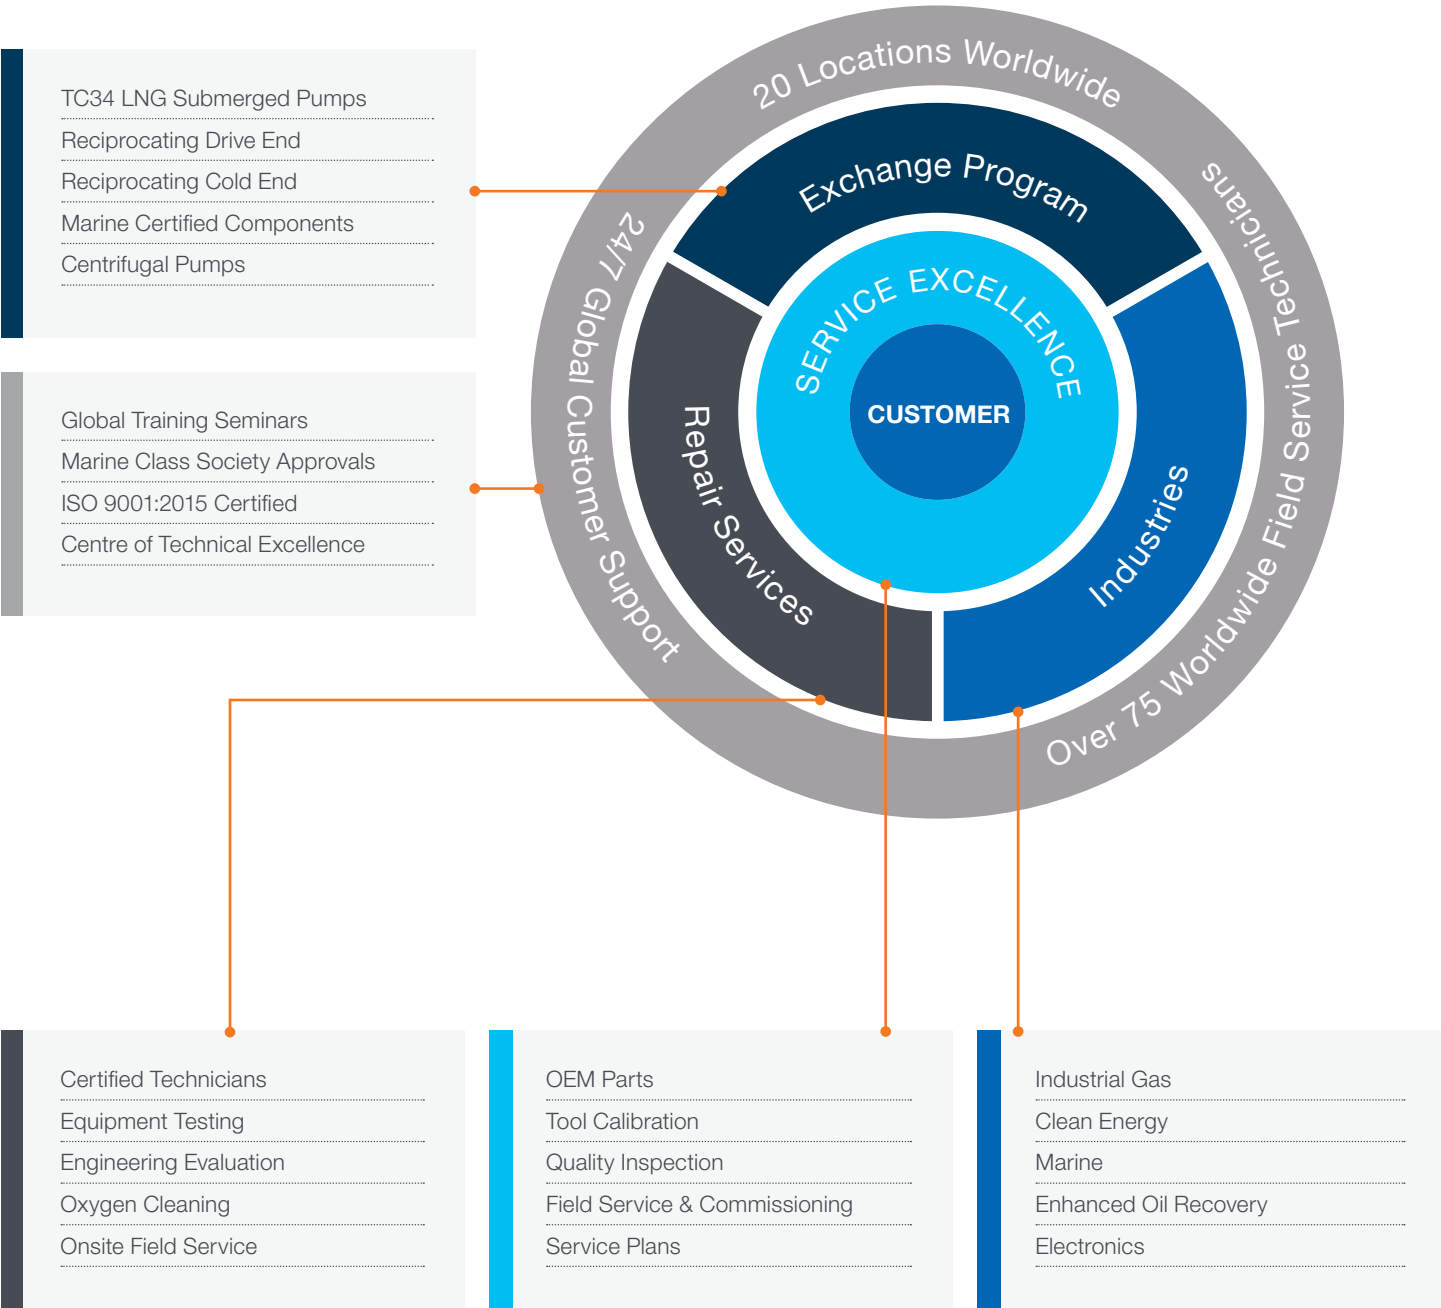 20 Locations Worldwide
TC34 LNG Submerged Pumps
Reciprocating Drive End
Reciprocating Cold End
Marine Certified Components
Centrifugal Pumps
Exchange Program
24/7 Global Customer Support
Over 75 Worldwide Field Service Technicians
SERVICE EXCELLENCE
CUSTOMER
Repair Services
Industries
Global Training Seminars
Marine Class Society Approvals
ISO 9001:2015 Certified
Centre of Technical Excellence
Certified Technicians
Equipment Testing
Engineering Evaluation
Oxygen Cleaning
Onsite Field Service
OEM Parts
Tool Calibration
Quality Inspection
Field Service & Commissioning
Service Plans
Industrial Gas
Clean Energy
Marine
Enhanced Oil Recovery
Electronics